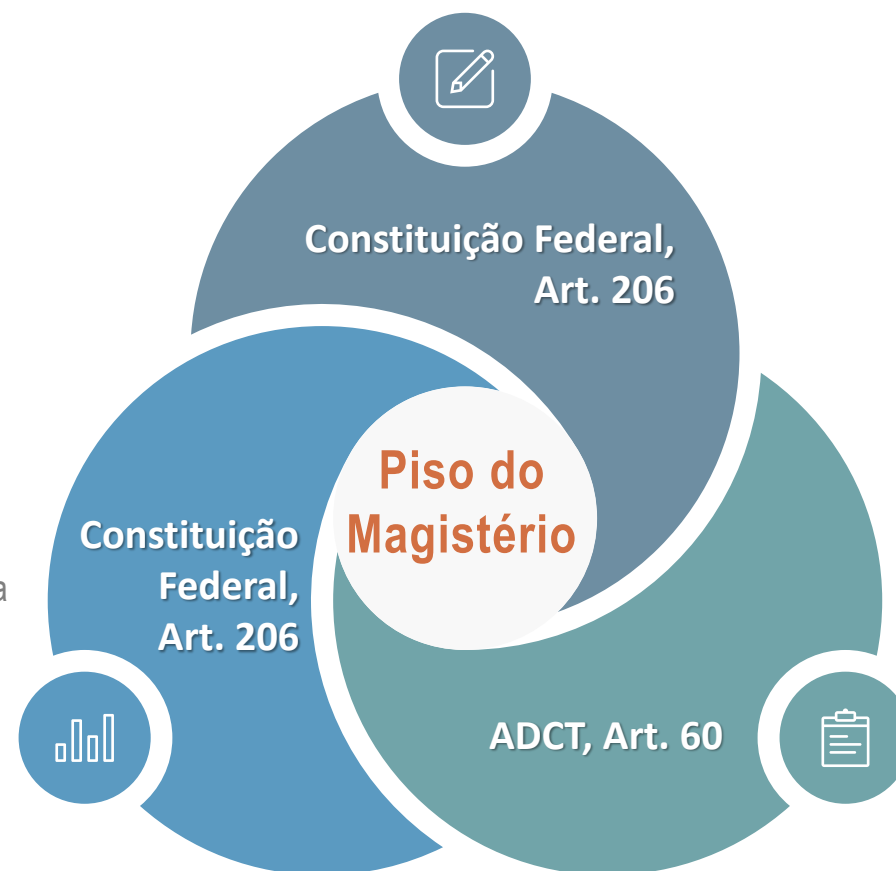 Constituição Federal,
Art. 206
Piso do
Magistério
Constituição
Federal,
Art. 206
a
ADCT, Art. 60